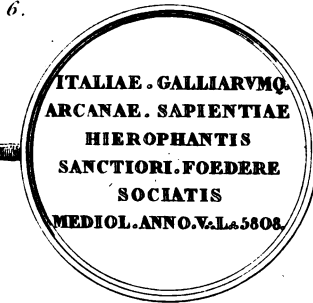 6.
ITALIAE . GALLIARVMQ.
ARCANAE . SAPIENTIAE
HIEROPHANTIS
SANCTIORI . FOEDERE
SOCIATIS
MEDIOL . ANNO . V∴L∴ 5808.